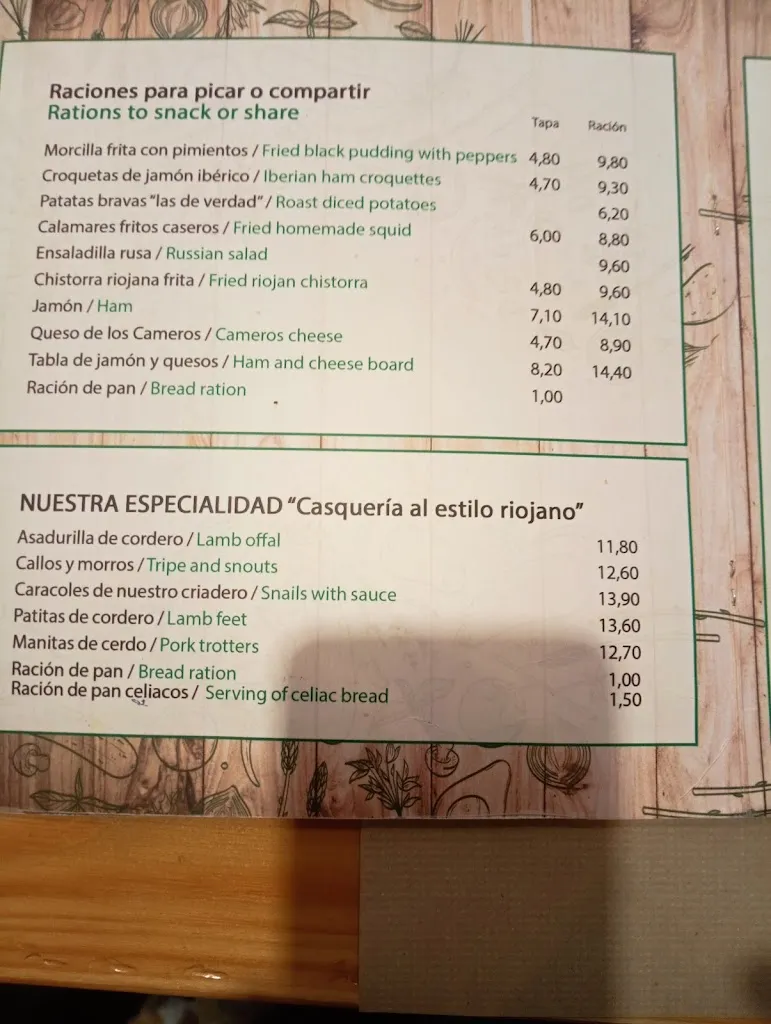 Raciones para picar o compartir
Rations to snack or share
Tapa Ración
Morcilla frita con pimientos / Fried black pudding with peppers 4,80 9,80
Croquetas de jamón ibérico / Iberian ham croquettes 4,70 9,30
Patatas bravas "las de verdad" / Roast diced potatoes 6,20
Calamares fritos caseros / Fried homemade squid 6,00 8,80
Ensaladilla rusa / Russian salad 9,60
Chistorra riojana frita / Fried riojan chistorra 4,80 9,60
Jamón / Ham 7,10 14,10
Queso de los Cameros / Cameros cheese 4,70 8,90
Tabla de jamón y quesos / Ham and cheese board 8,20 14,40
Ración de pan / Bread ration 1,00
NUESTRA ESPECIALIDAD "Casquería al estilo riojano"
Asadurilla de cordero / Lamb offal 11,80
Callos y morros / Tripe and snouts 12,60
Caracoles de nuestro criadero / Snails with sauce 13,90
Patitas de cordero / Lamb feet 13,60
Manitas de cerdo / Pork trotters 12,70
Ración de pan / Bread ration 1,00
Ración de pan celiacos / Serving of celiac bread 1,50